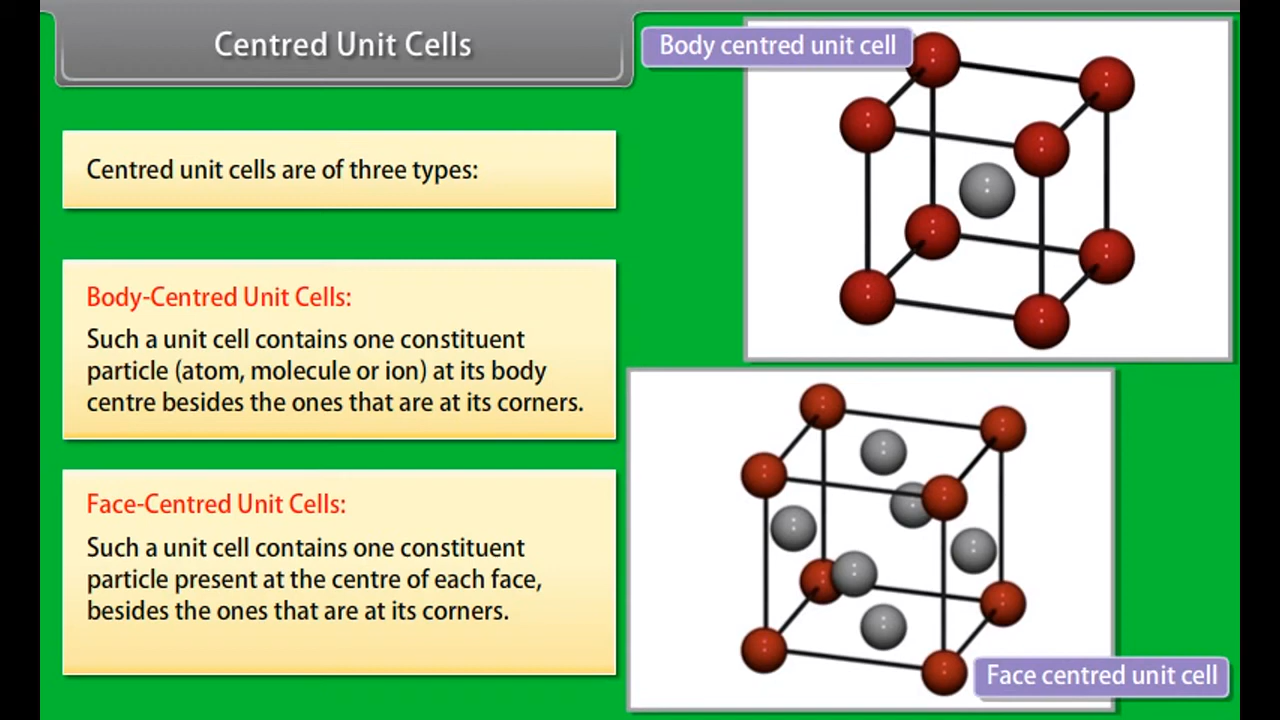 Centred Unit Cells
Body centred unit cell
Centred unit cells are of three types:
Body-Centred Unit Cells:
Such a unit cell contains one constituent
particle (atom, molecule or ion) at its body
centre besides the ones that are at its corners.
Face-Centred Unit Cells:
Such a unit cell contains one constituent
particle present at the centre of each face,
besides the ones that are at its corners.
Face centred unit cell